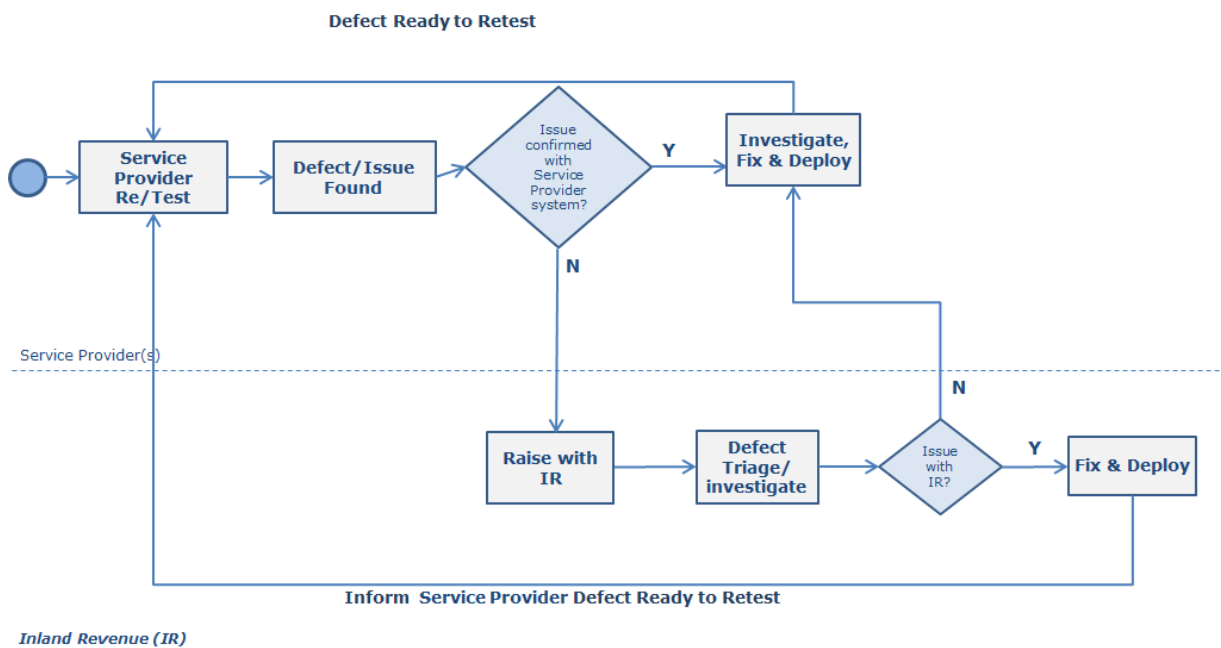 Defect Ready to Retest
Service
Provider
Re/Test
Defect/Issue
Found
Issue
confirmed
with
Service
Provider
system?
Y
Investigate,
Fix & Deploy
N
Service Provider(s)
N
Raise with
IR
Defect
Triage/
investigate
Issue
with
IR?
Y
Fix & Deploy
Inform Service Provider Defect Ready to Retest
Inland Revenue (IR)